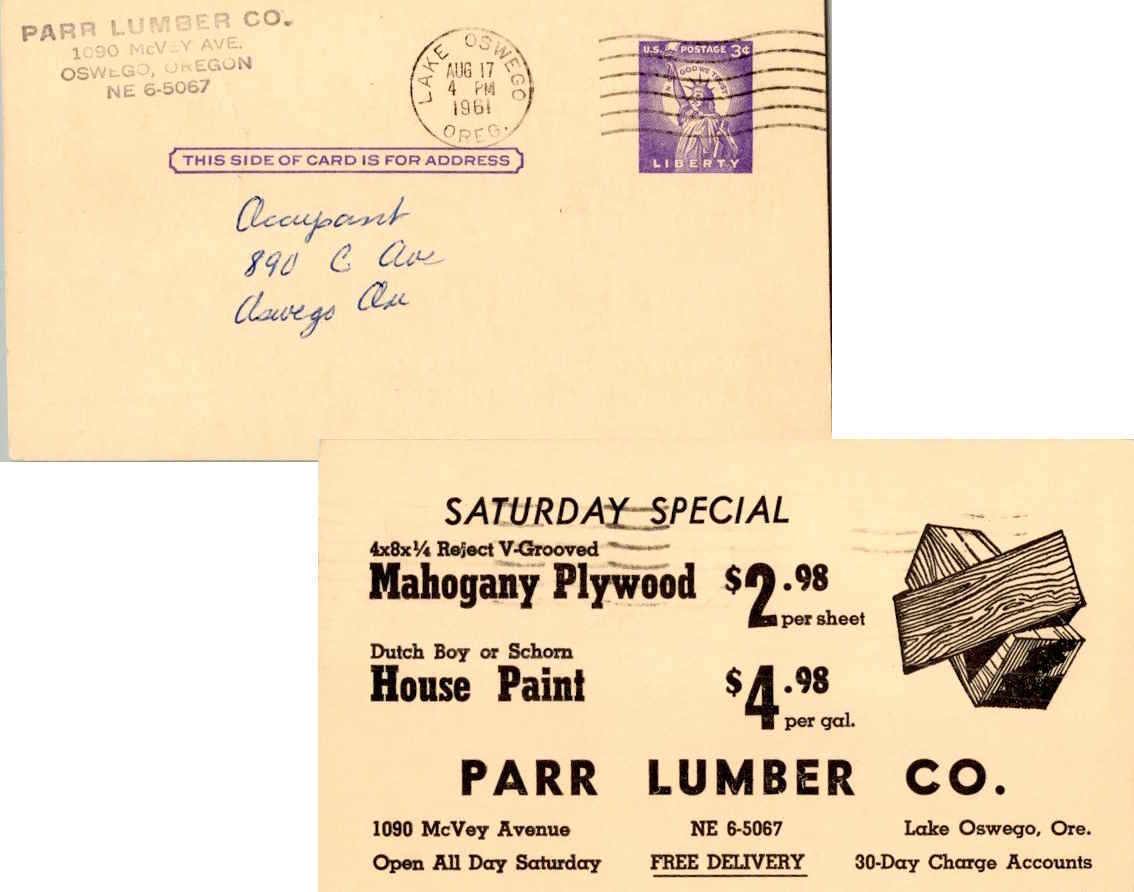 PARR LUMBER CO.
1090 McVEY AVE.
OSWEGO, OREGON
NE 6-5067
LAKE OSWEGO
AUG 17
4 PM
1961
OREG.
U.S. POSTAGE 3¢
IN GOD WE TRUST
LIBERTY
THIS SIDE OF CARD IS FOR ADDRESS
Occupant
890 C Ave
Oswego Ore
SATURDAY SPECIAL
4x8x¼ Reject V-Grooved
Mahogany Plywood $2.98
per sheet
Dutch Boy or Schorn
House Paint $4.98
per gal.
PARR LUMBER CO.
1090 McVey Avenue NE 6-5067 Lake Oswego, Ore.
Open All Day Saturday FREE DELIVERY 30-Day Charge Accounts